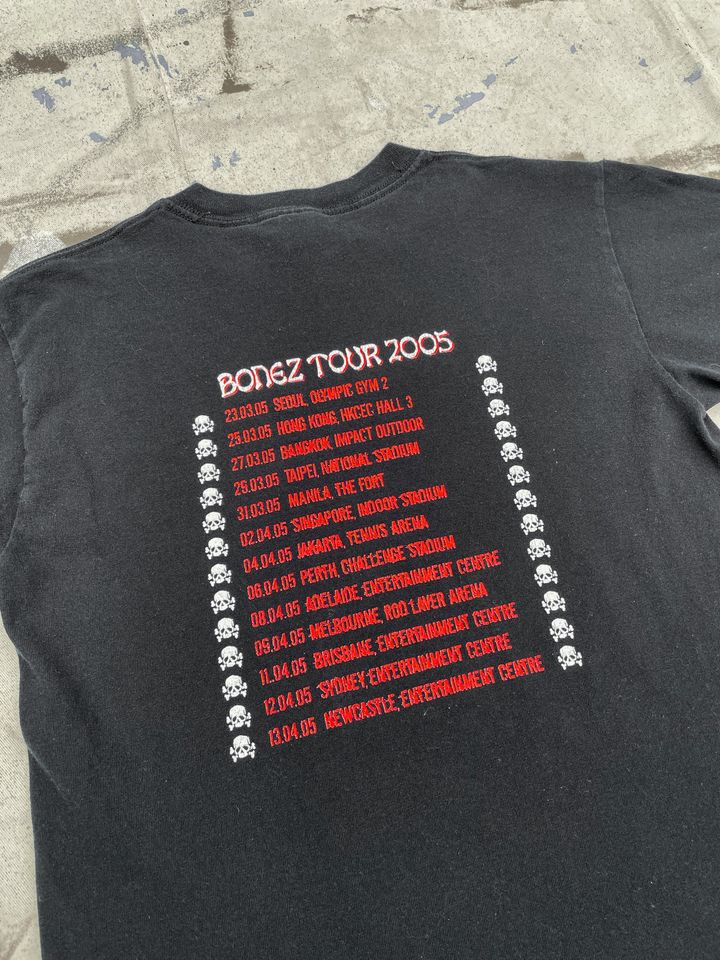 BONEZ TOUR 2005
23.03.05 SEOUL, OLYMPIC GYM 2
25.03.05 HONG KONG, HKCEC HALL 3
27.03.05 BANGKOK, IMPACT OUTDOOR
29.03.05 TAIPEI, NATIONAL STADIUM
31.03.05 MANILA, THE FORT
02.04.05 SINGAPORE, INDOOR STADIUM
04.04.05 JAKARTA, TENNIS ARENA
06.04.05 PERTH, CHALLENGE STADIUM
08.04.05 ADELAIDE, ENTERTAINMENT CENTRE
09.04.05 MELBOURNE, ROD LAVER ARENA
11.04.05 BRISBANE, ENTERTAINMENT CENTRE
12.04.05 SYDNEY, ENTERTAINMENT CENTRE
13.04.05 NEWCASTLE, ENTERTAINMENT CENTRE